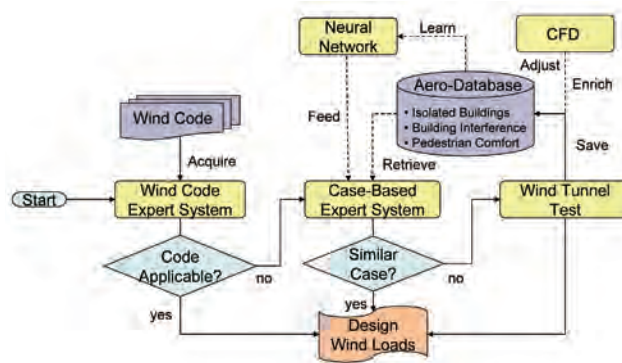 Neural
Network
Learn
CFD
Adjust
Enrich
Aero-Database
• Isolated Buildings
• Building Interference
• Pedestrian Comfort
Wind Code
Feed
Acquire
Retrieve
Save
Start
Wind Code
Expert System
Case-Based
Expert System
Wind Tunnel
Test
Code
Applicable?
no
Similar
Case?
no
yes
yes
Design
Wind Loads